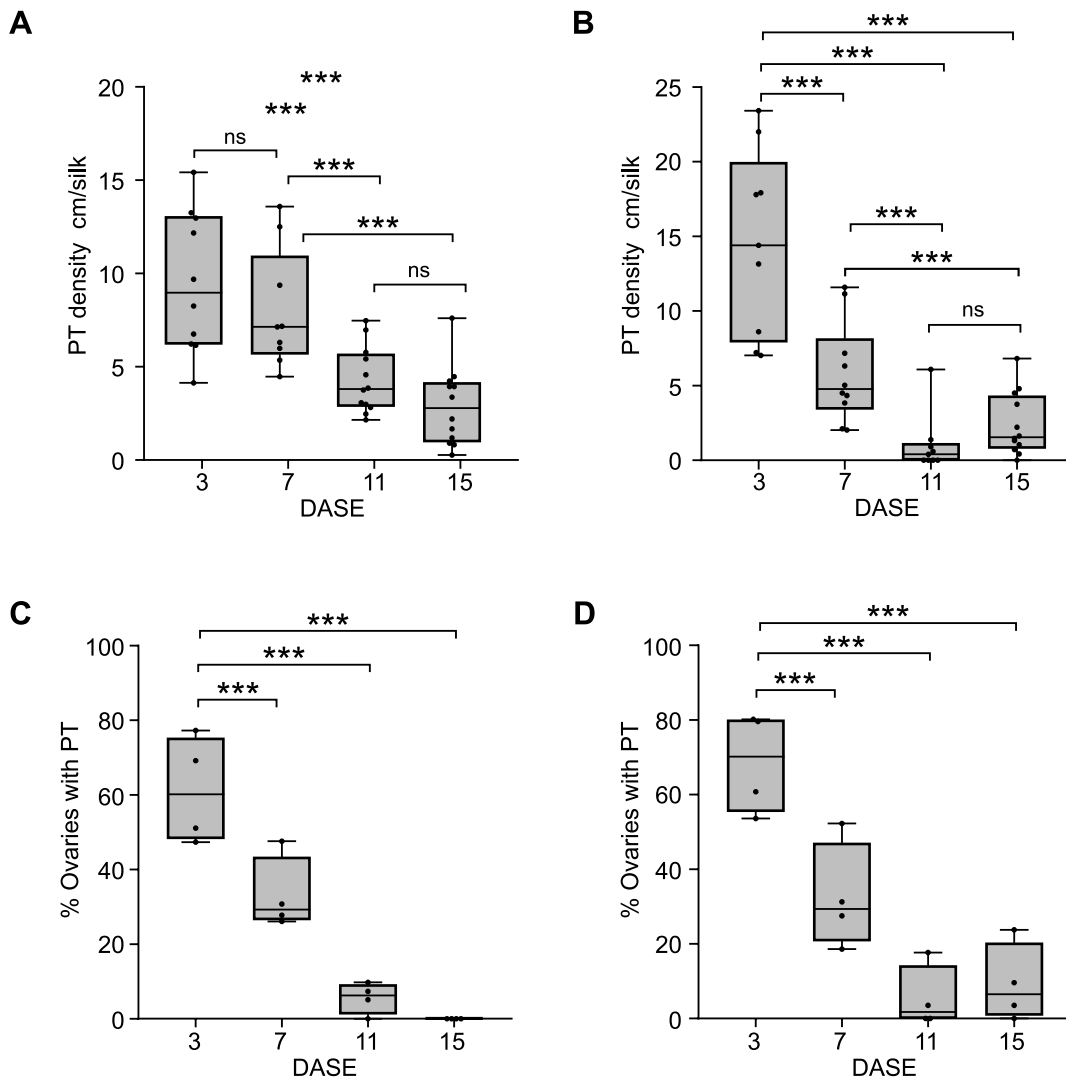 A
***
***
ns
***
***
ns
PT density cm/silk
20
15
10
5
0
3 7 11 15
DASE
B
***
***
***
***
***
ns
PT density cm/silk
25
20
15
10
5
0
3 7 11 15
DASE
C
***
***
***
% Ovaries with PT
100
80
60
40
20
0
3 7 11 15
DASE
D
***
***
***
% Ovaries with PT
100
80
60
40
20
0
3 7 11 15
DASE